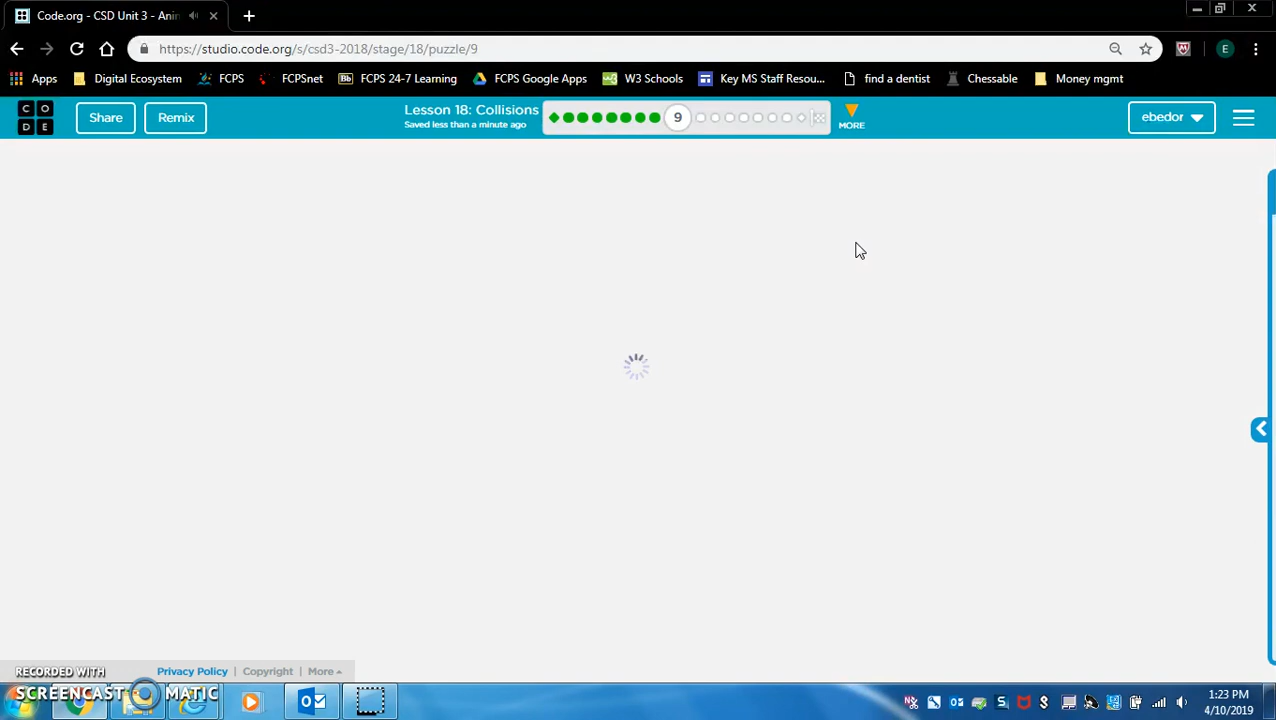 Code.org - CSD Unit 3 - Ani
https://studio.code.org/s/csd3-2018/stage/18/puzzle/9
E
Apps
Digital Ecosystem
FCPS
FCPSnet
Bb
FCPS 24-7 Learning
FCPS Google Apps
W3 Schools
Key MS Staff Resou...
find a dentist
Chessable
Money mgmt
C O
D E
Share
Remix
Lesson 18: Collisions
Saved less than a minute ago
9
MORE
ebedor
RECORDED WITH
SCREENCAST MATIC
Privacy Policy | Copyright | More
1:23 PM
4/10/2019